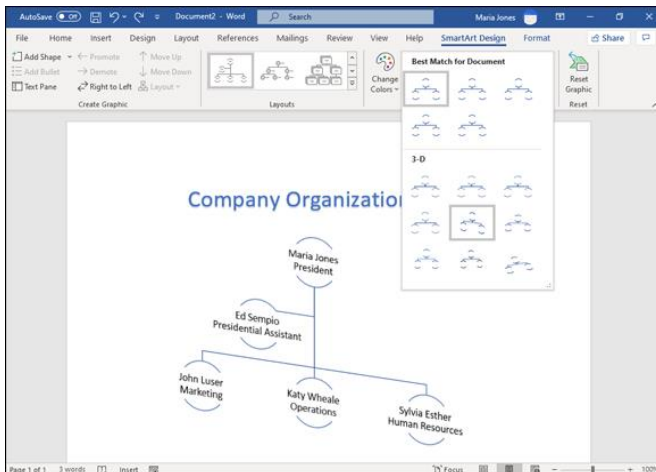 AutoSave Off Document2 - Word Search Maria Jones
File Home Insert Design Layout References Mailings Review View Help SmartArt Design Format Share
Add Shape Promote Move Up
Add Bullet Demote Move Down
Text Pane Right to Left Layout
Create Graphic
Layouts
Change
Colors
Best Match for Document
3-D
Reset
Graphic
Reset
Company Organizatio
Maria Jones
President
Ed Sempio
Presidential Assistant
John Luser
Marketing
Katy Wheale
Operations
Sylvia Esther
Human Resources
Page 1 of 1 3 words Insert Focus 100%